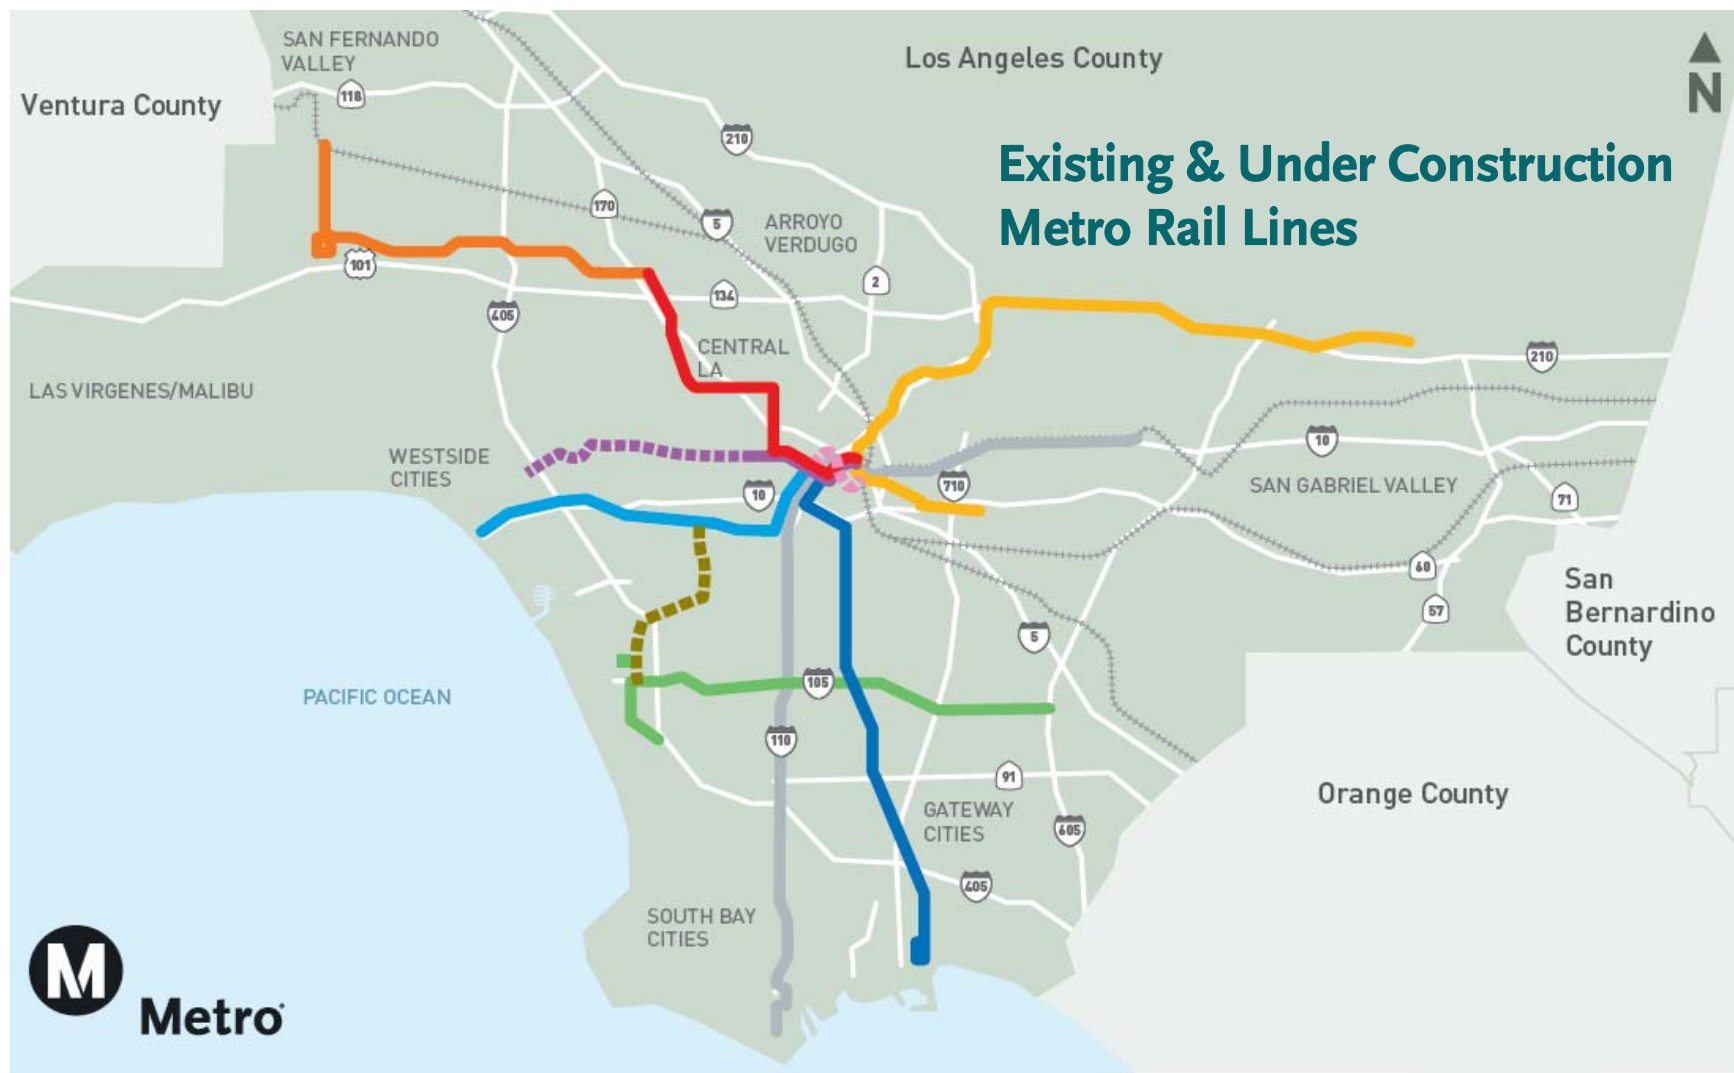 SAN FERNANDO
VALLEY
Los Angeles County
N
Ventura County
118
210
Existing & Under Construction
Metro Rail Lines
170
5
ARROYO
VERDUGO
101
2
134
405
CENTRAL
LA
210
LAS VIRGENES/MALIBU
WESTSIDE
CITIES
10
10
710
SAN GABRIEL VALLEY
71
60
San
Bernardino
County
57
5
PACIFIC OCEAN
105
110
91
Orange County
GATEWAY
CITIES
605
405
SOUTH BAY
CITIES
M
Metro